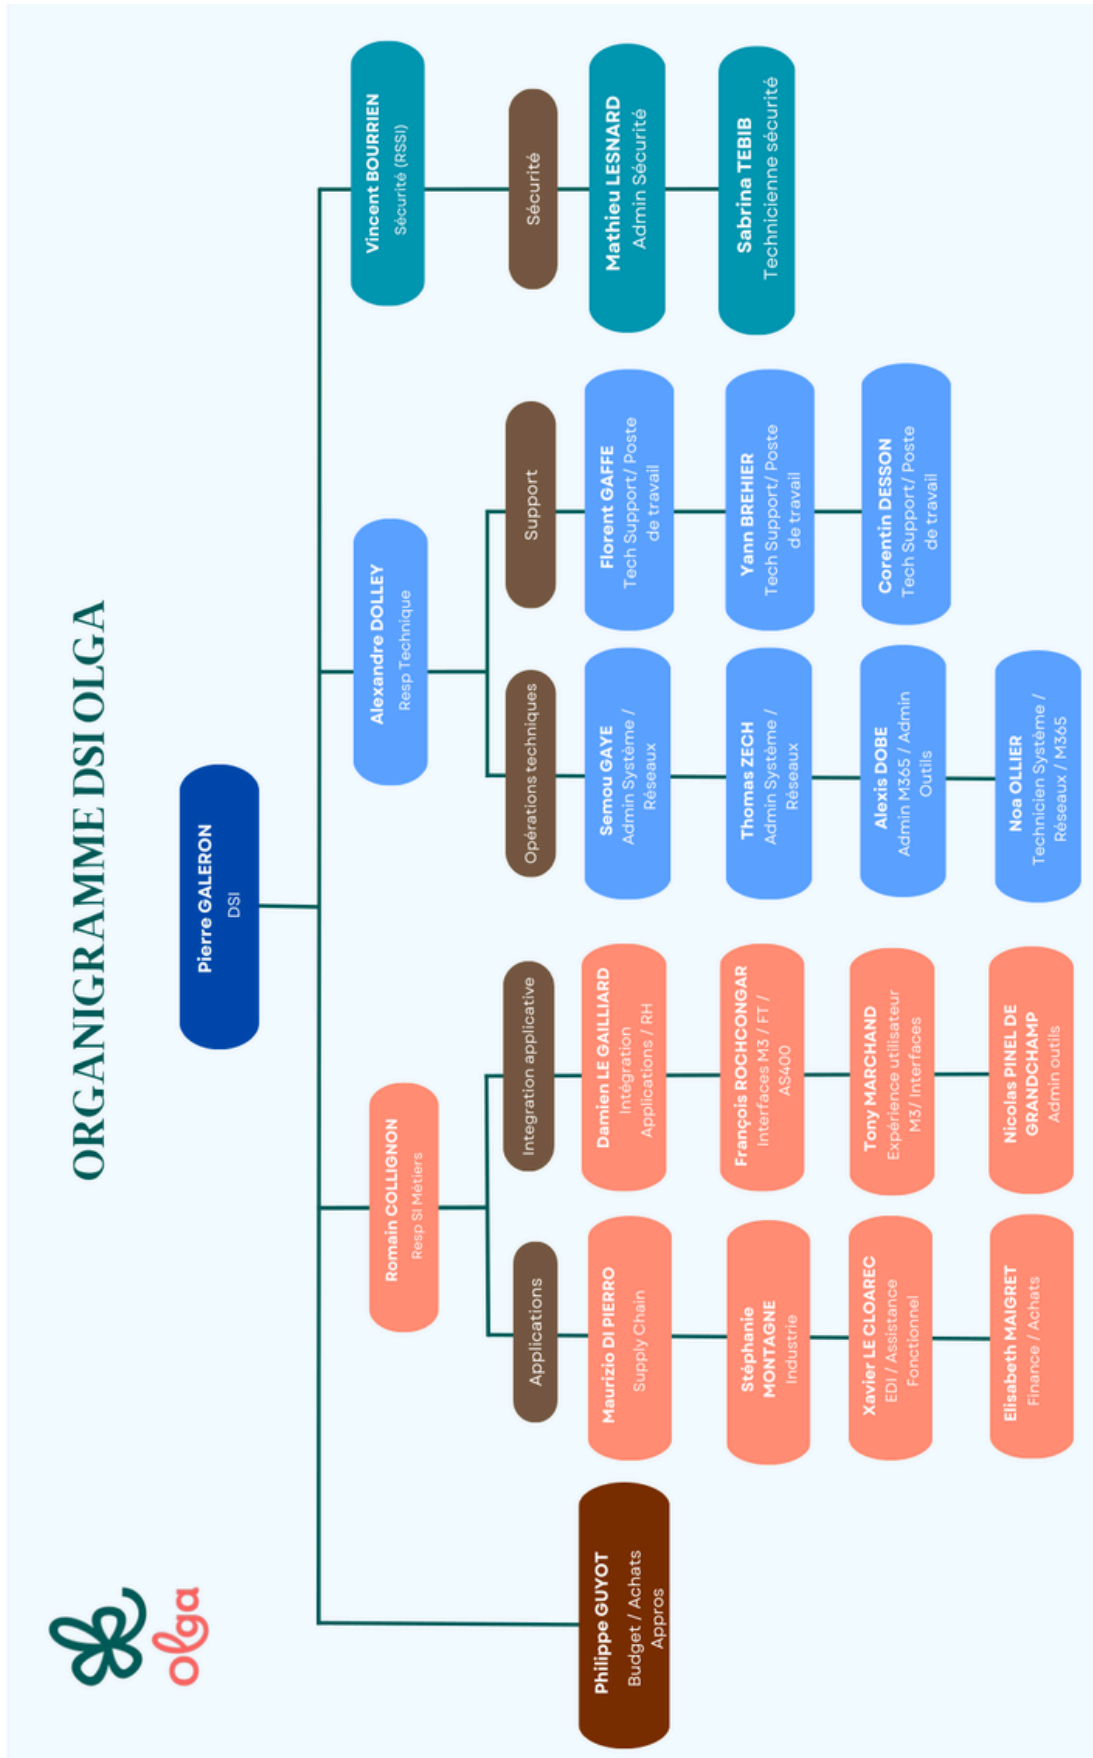 ORGANIGRAMME DSI OLGA
olga
Pierre GALERON
DSI
Philippe GUYOT
Budget / Achats
Appros
Romain COLLIGNON
Resp SI Métiers
Applications
Maurizio DI PIERRO
Supply Chain
Stéphanie
MONTAGNE
Industrie
Xavier LE CLOAREC
EDI / Assistance
Fonctionnel
Elisabeth MAIGRET
Finance / Achats
Integration applicative
Damien LE GAILLIARD
Intégration
Applications / RH
François ROCHCONGAR
Interfaces M3 / FT /
AS400
Tony MARCHAND
Expérience utilisateur
M3/ Interfaces
Nicolas PINEL DE
GRANDCHAMP
Admin outils
Alexandre DOLLEY
Resp Technique
Opérations techniques
Semou GAYE
Admin Système /
Réseaux
Thomas ZECH
Admin Système /
Réseaux
Alexis DOBE
Admin M365 / Admin
Outils
Noa OLLIER
Technicien Système /
Réseaux / M365
Support
Florent GAFFE
Tech Support/ Poste
de travail
Yann BREHIER
Tech Support/ Poste
de travail
Corentin DESSON
Tech Support/ Poste
de travail
Vincent BOURRIEN
Sécurité (RSSI)
Sécurité
Mathieu LESNARD
Admin Sécurité
Sabrina TEBIB
Technicienne sécurité